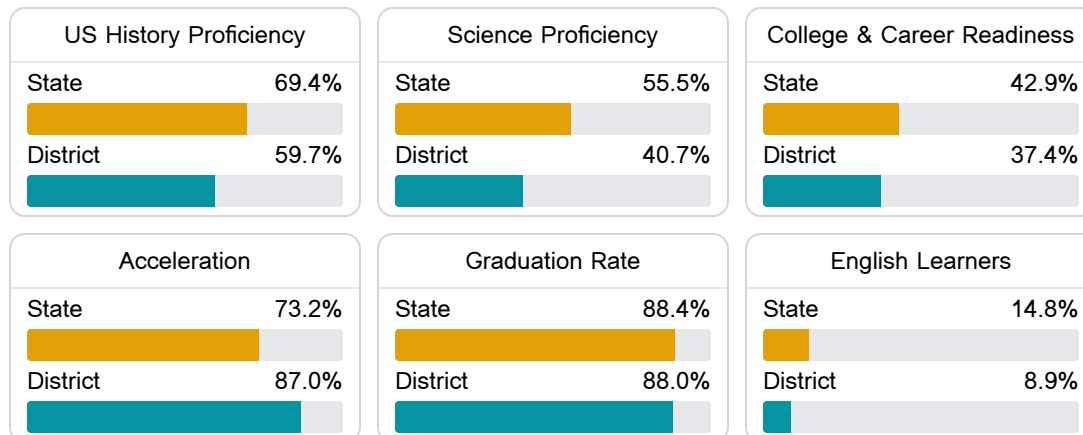 US History Proficiency
State 69.4%
District 59.7%
Science Proficiency
State 55.5%
District 40.7%
College & Career Readiness
State 42.9%
District 37.4%
Acceleration
State 73.2%
District 87.0%
Graduation Rate
State 88.4%
District 88.0%
English Learners
State 14.8%
District 8.9%